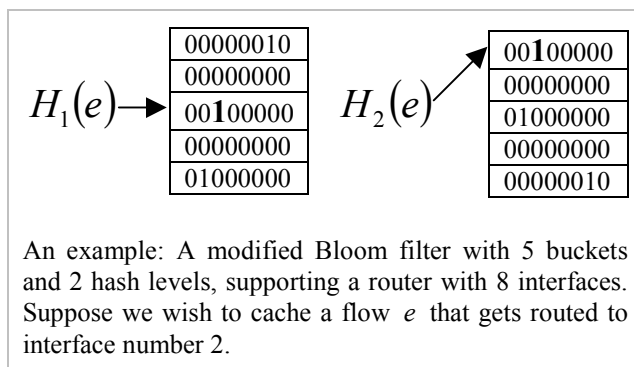 H1(e)
00000010
00000000
00100000
00000000
01000000
H2(e)
00100000
00000000
01000000
00000000
00000010
An example: A modified Bloom filter with 5 buckets
and 2 hash levels, supporting a router with 8 interfaces.
Suppose we wish to cache a flow e that gets routed to
interface number 2.